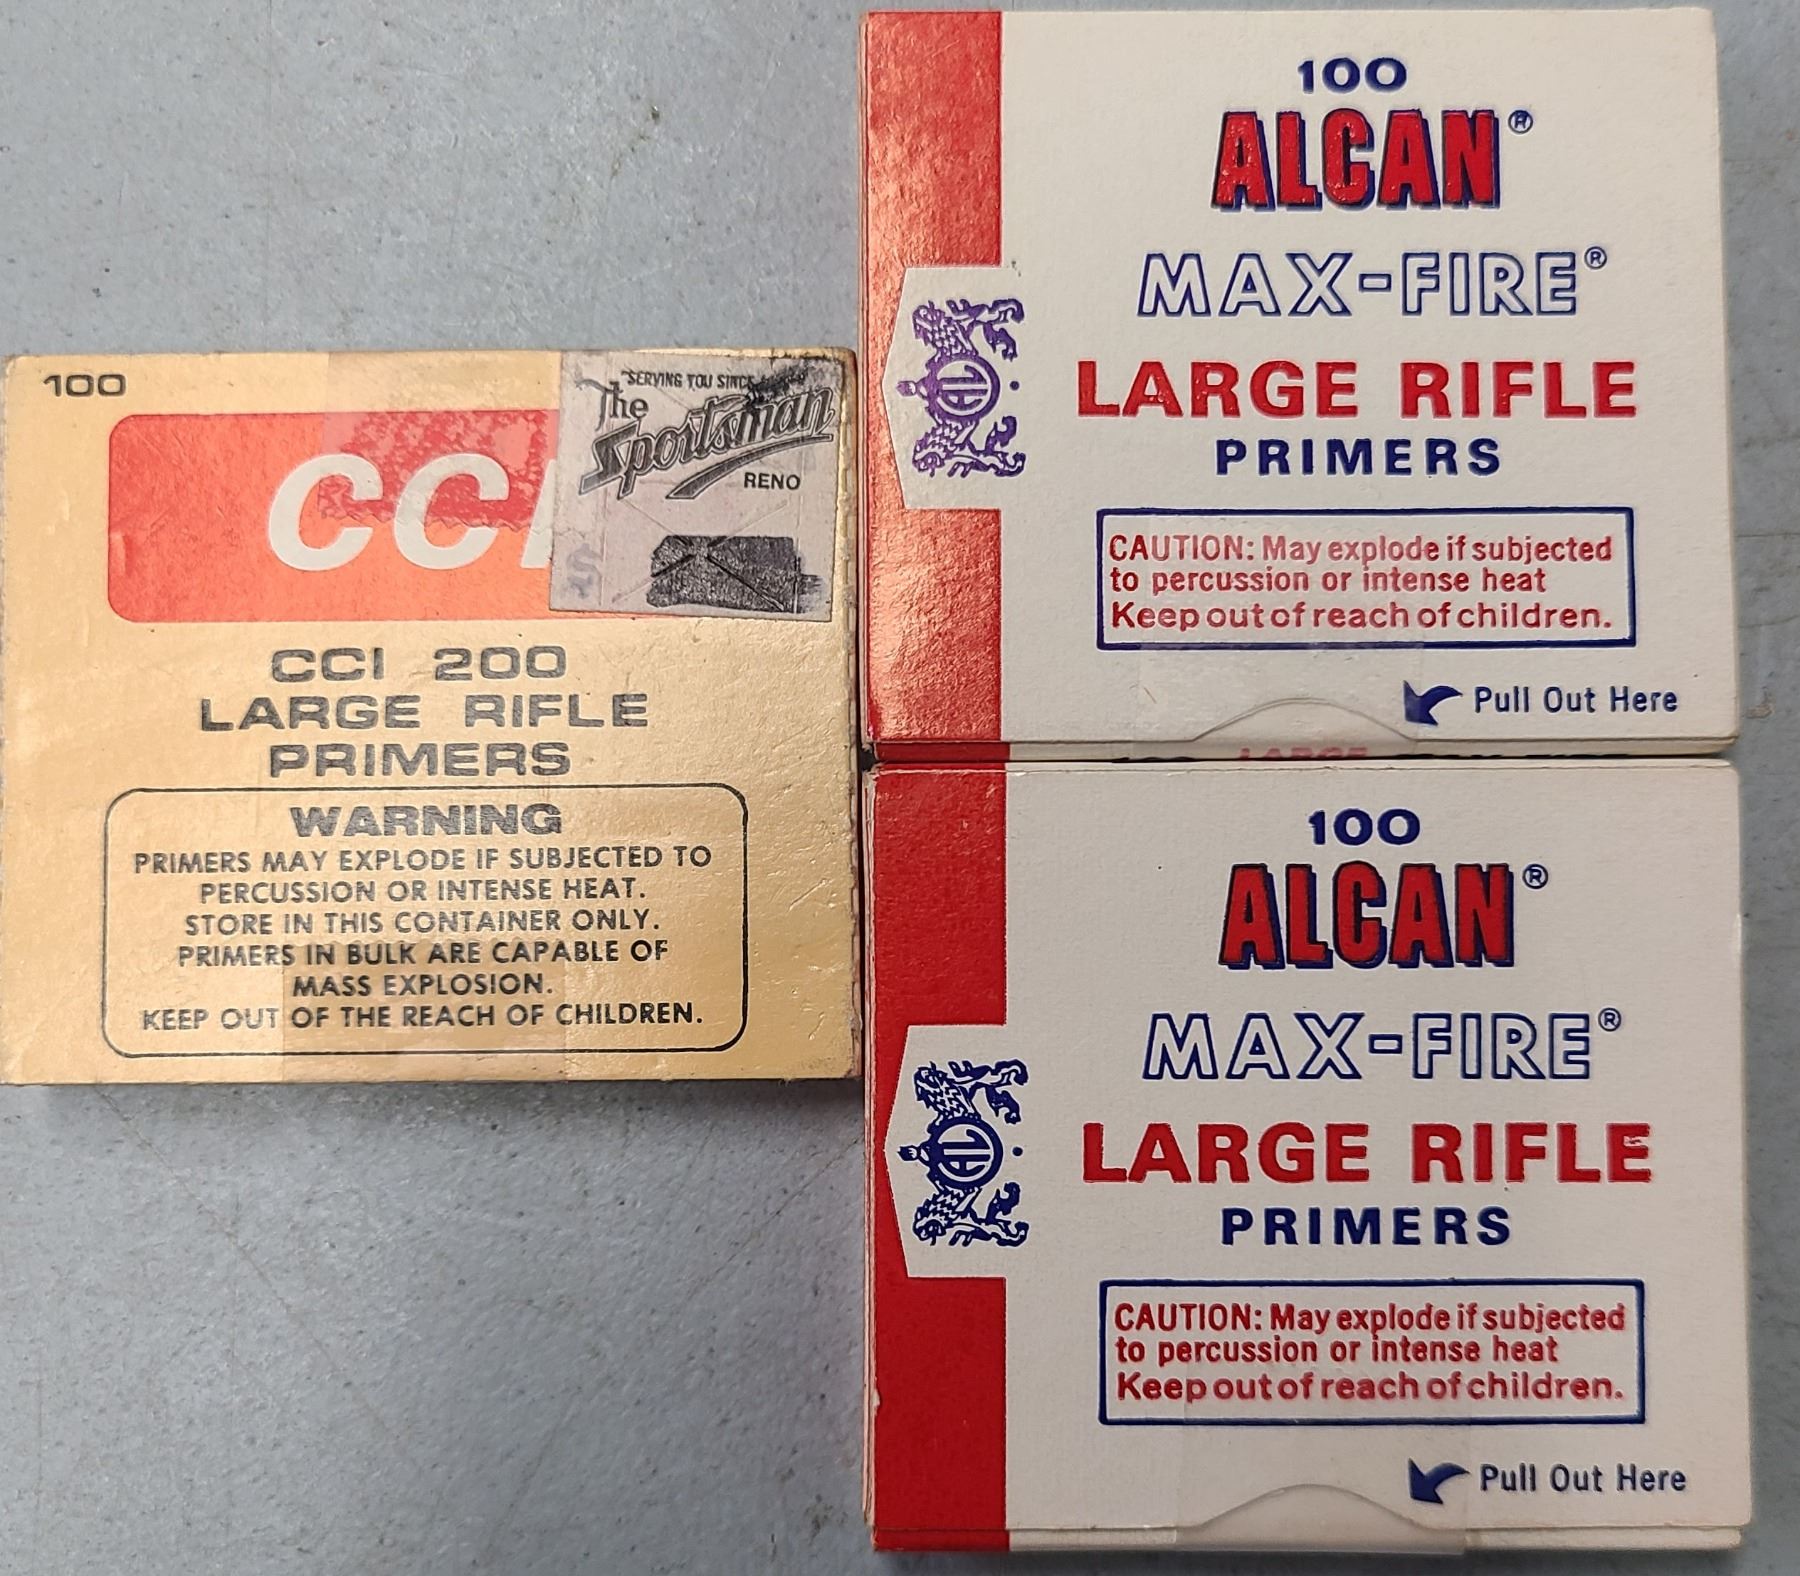 100
CCI
"SERVING YOU SINCE
The
Sportsman
RENO
$
CCI 200
LARGE RIFLE
PRIMERS
WARNING
PRIMERS MAY EXPLODE IF SUBJECTED TO
PERCUSSION OR INTENSE HEAT.
STORE IN THIS CONTAINER ONLY.
PRIMERS IN BULK ARE CAPABLE OF
MASS EXPLOSION.
KEEP OUT OF THE REACH OF CHILDREN.
100
ALCAN®
MAX-FIRE®
LARGE RIFLE
PRIMERS
CAUTION: May explode if subjected
to percussion or intense heat
Keep out of reach of children.
Pull Out Here
AL
LARGE
100
ALCAN®
MAX-FIRE®
LARGE RIFLE
PRIMERS
CAUTION: May explode if subjected
to percussion or intense heat
Keep out of reach of children.
Pull Out Here
AL